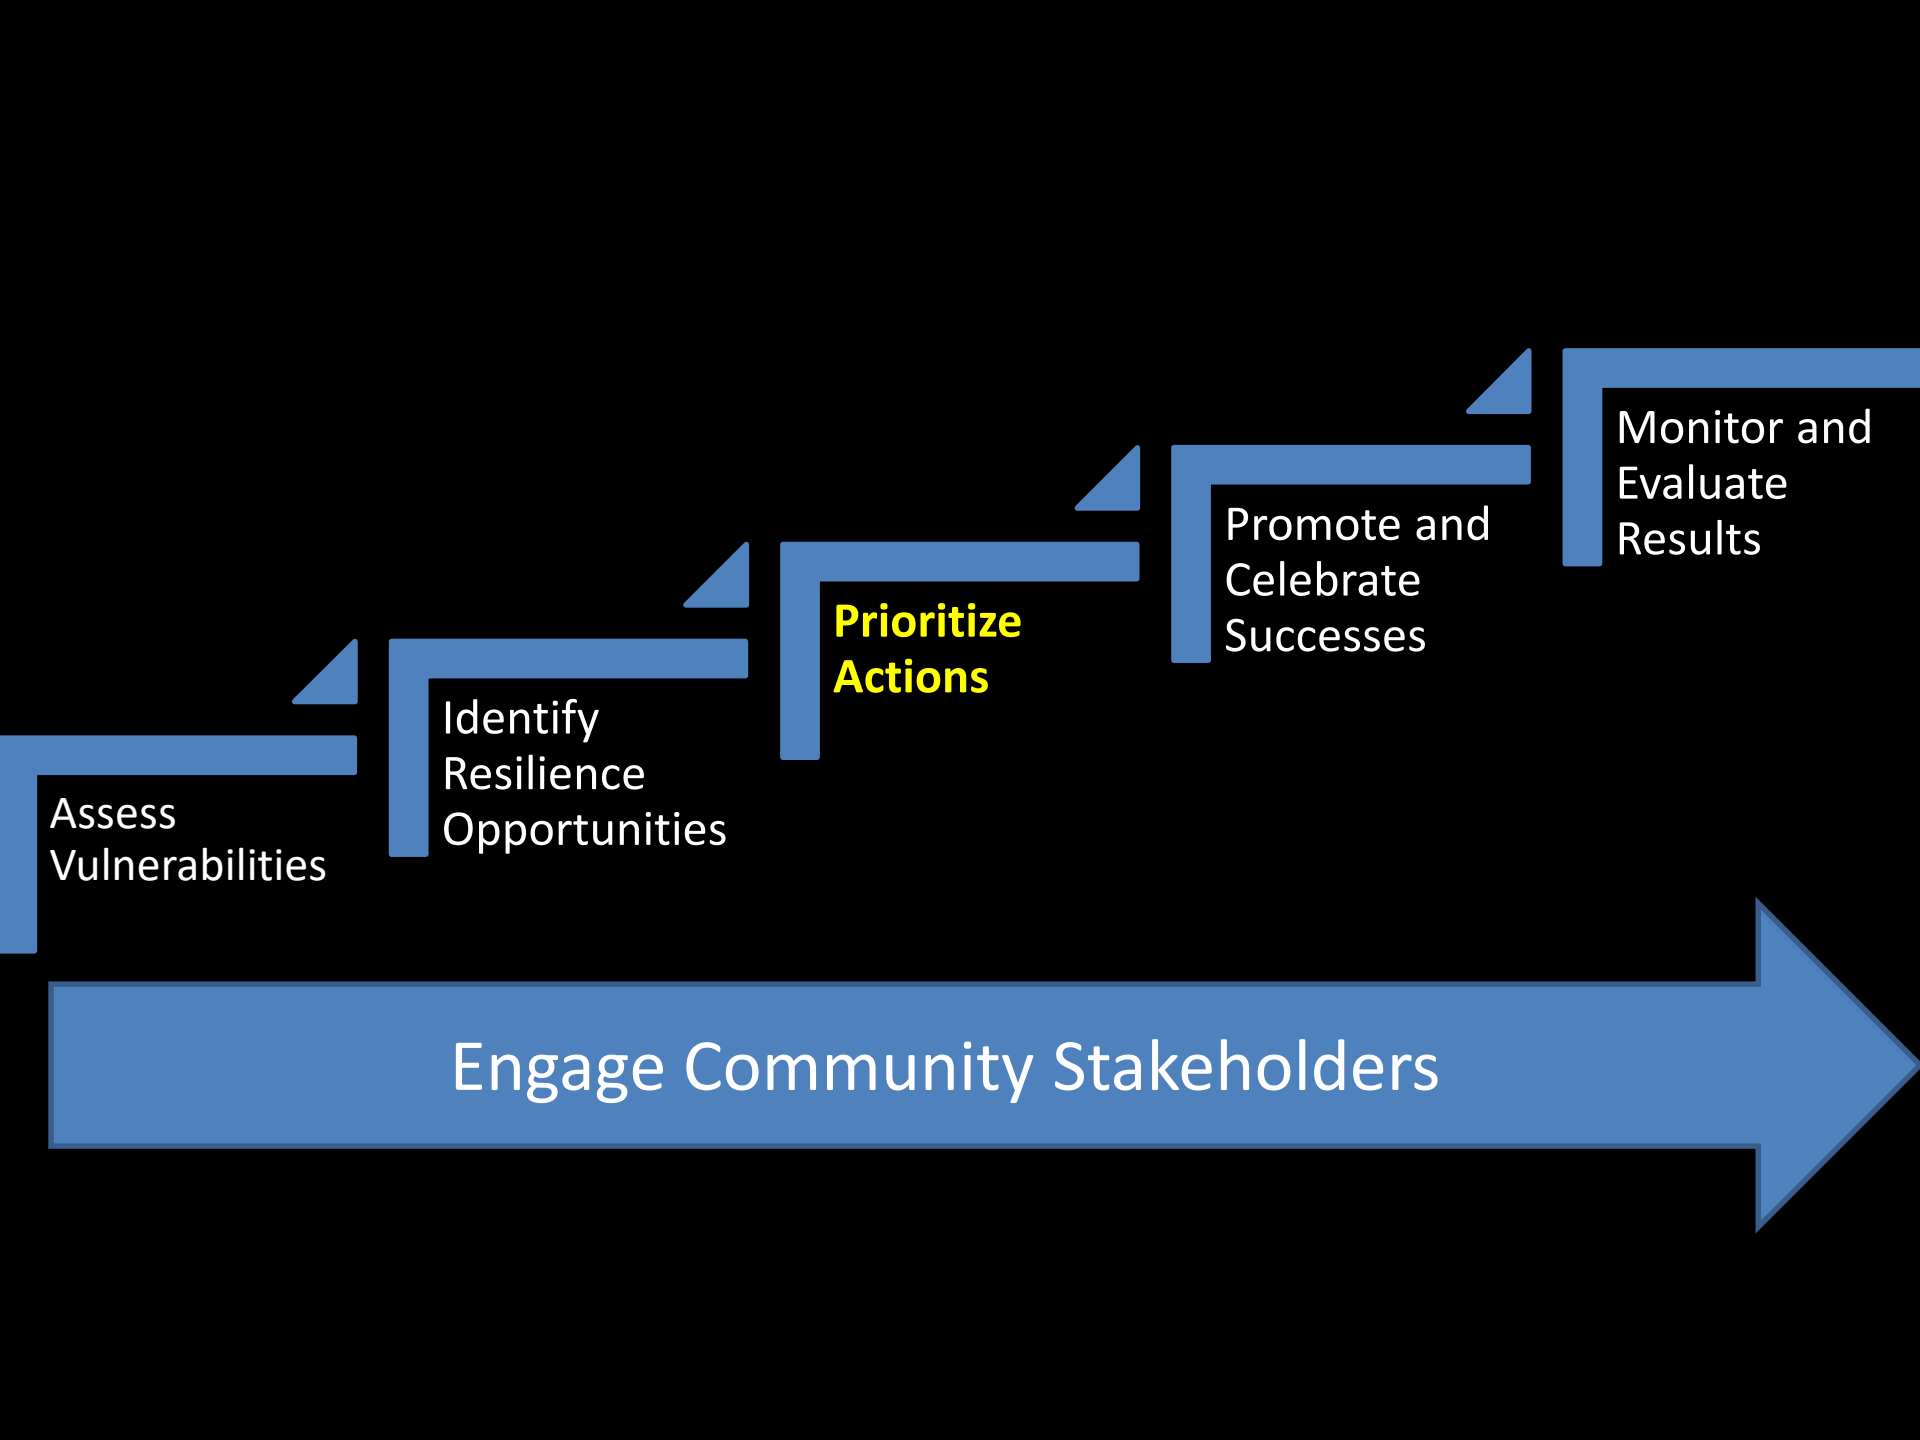 Assess
Vulnerabilities
Identify
Resilience
Opportunities
Prioritize
Actions
Promote and
Celebrate
Successes
Monitor and
Evaluate
Results
Engage Community Stakeholders